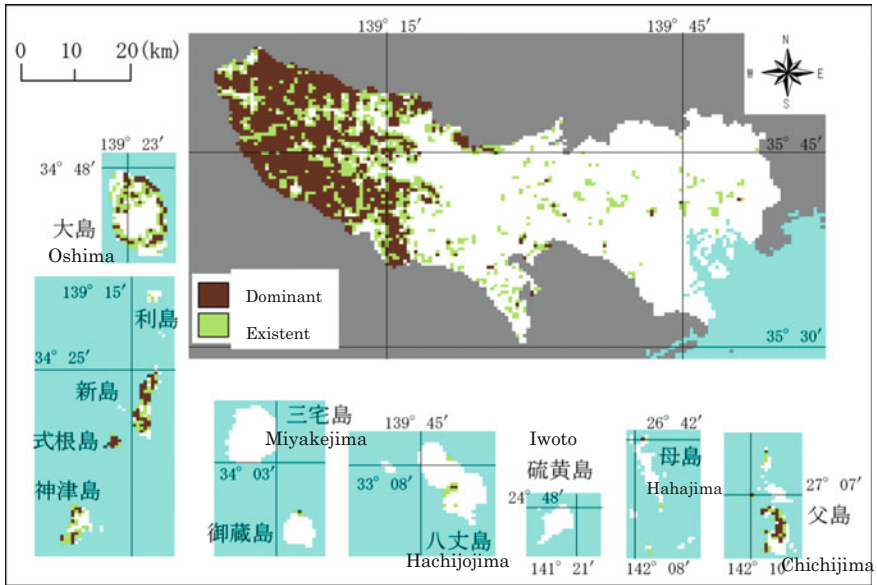 0 10 20(km)
139° 15′
139° 45′
N
W E
S
35° 45′
35° 30′
139° 23′
34° 48′
大島
Oshima
Dominant
Existent
139° 15′
利島
34° 25′
新島
式根島
神津島
三宅島
Miyakejima
34° 03′
御蔵島
139° 45′
33° 08′
八丈島
Hachijojima
Iwoto
硫黄島
24° 48′
141° 21′
26° 42′
母島
Hahajima
142° 08′
27° 07′
父島
142° 10′
Chichijima